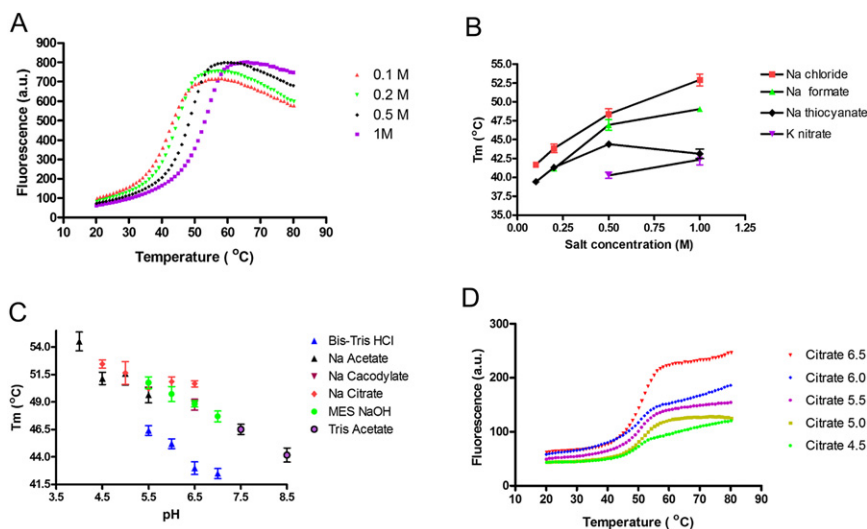 A
900
800
700
600
500
400
300
200
100
0
Fluorescence (a.u.)
10 20 30 40 50 60 70 80 90
Temperature ( °C)
0.1 M
0.2 M
0.5 M
1M
B
55.0
52.5
50.0
47.5
45.0
42.5
40.0
37.5
35.0
Tm (°C)
0.00 0.25 0.50 0.75 1.00 1.25
Salt concentration (M)
Na chloride
Na formate
Na thiocyanate
K nitrate
C
54.0
51.5
49.0
46.5
44.0
41.5
Tm (°C)
3.5 4.5 5.5 6.5 7.5 8.5
pH
Bis-Tris HCl
Na Acetate
Na Cacodylate
Na Citrate
MES NaOH
Tris Acetate
D
300
200
100
0
Fluorescence (a.u.)
10 20 30 40 50 60 70 80 90
Temperature ( °C)
Citrate 6.5
Citrate 6.0
Citrate 5.5
Citrate 5.0
Citrate 4.5